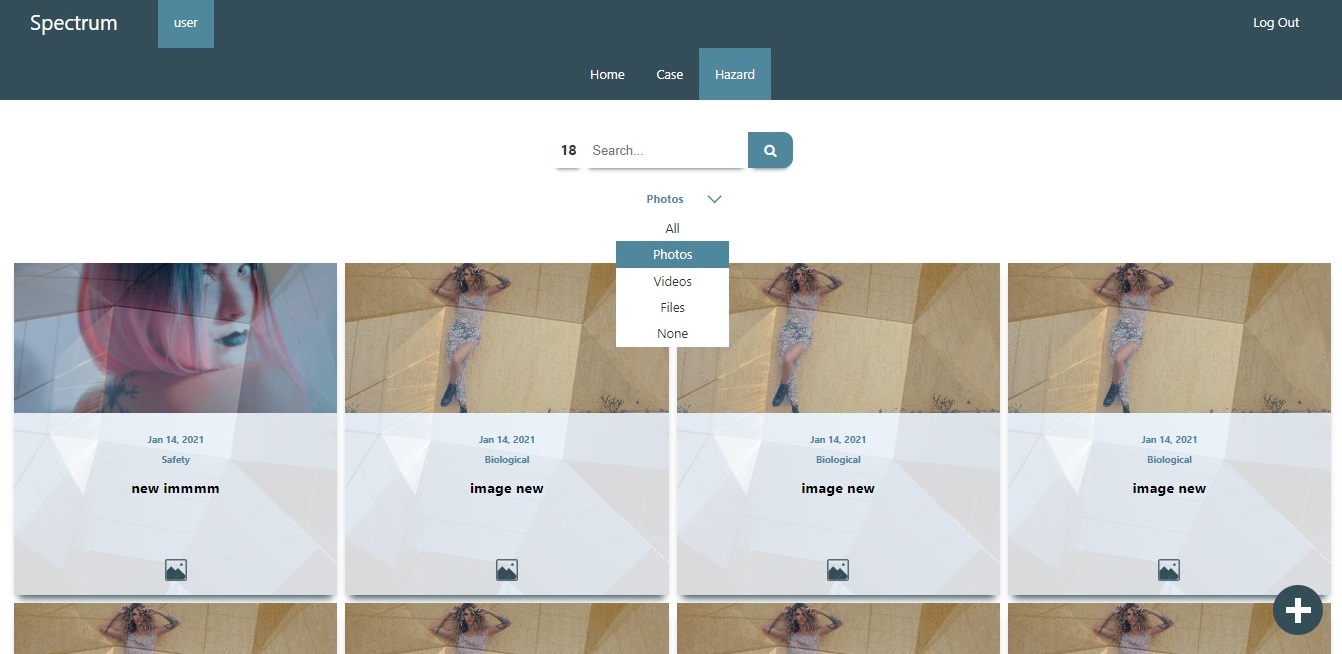 Spectrum user Log Out
Home Case Hazard
18 Search...
Photos
All
Photos
Videos
Files
None
Jan 14, 2021 Jan 14, 2021 Jan 14, 2021 Jan 14, 2021
Safety Biological Biological Biological
new immmm image new image new image new